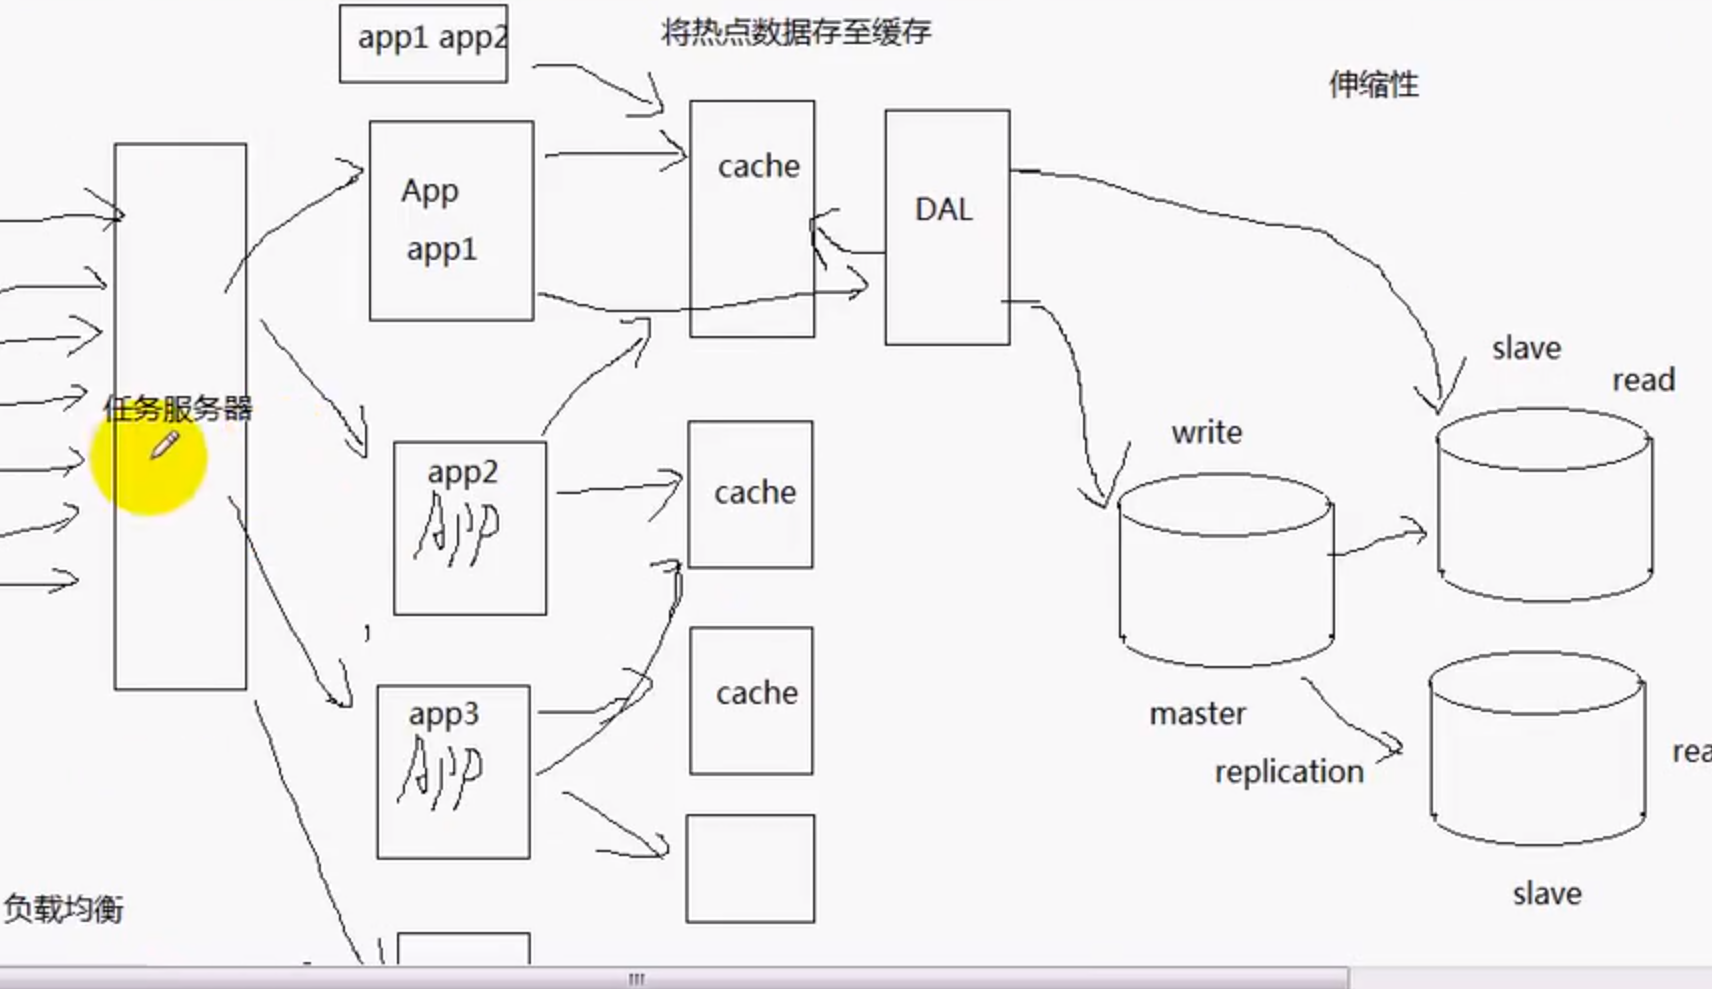 app1 app2
将热点数据存至缓存
伸缩性
App
app1
cache
DAL
slave
read
任务服务器
write
app2
APP
cache
app3
APP
cache
master
replication
slave
负载均衡